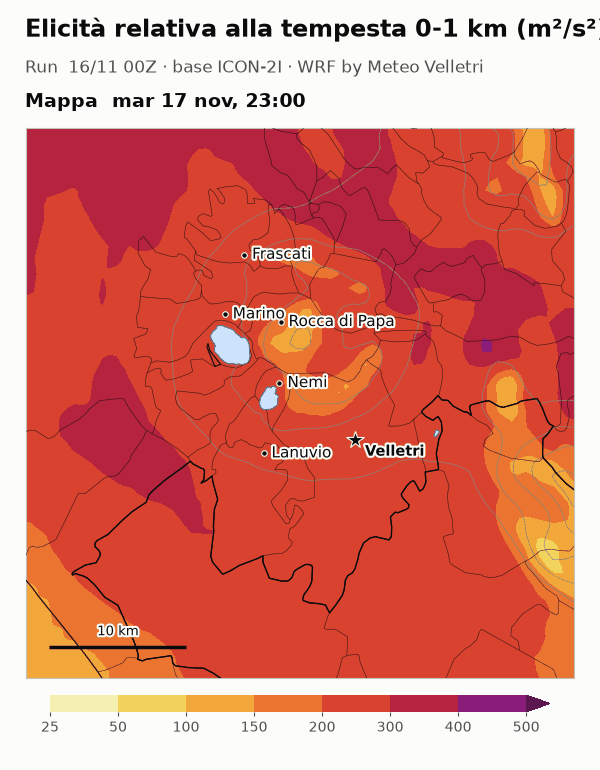 Elicità relativa alla tempesta 0-1 km (m²/s²)
Run 16/11 00Z · base ICON-2I · WRF by Meteo Velletri
Mappa mar 17 nov, 23:00
Frascati
Marino
Rocca di Papa
Nemi
Velletri
Lanuvio
10 km
25 50 100 150 200 300 400 500